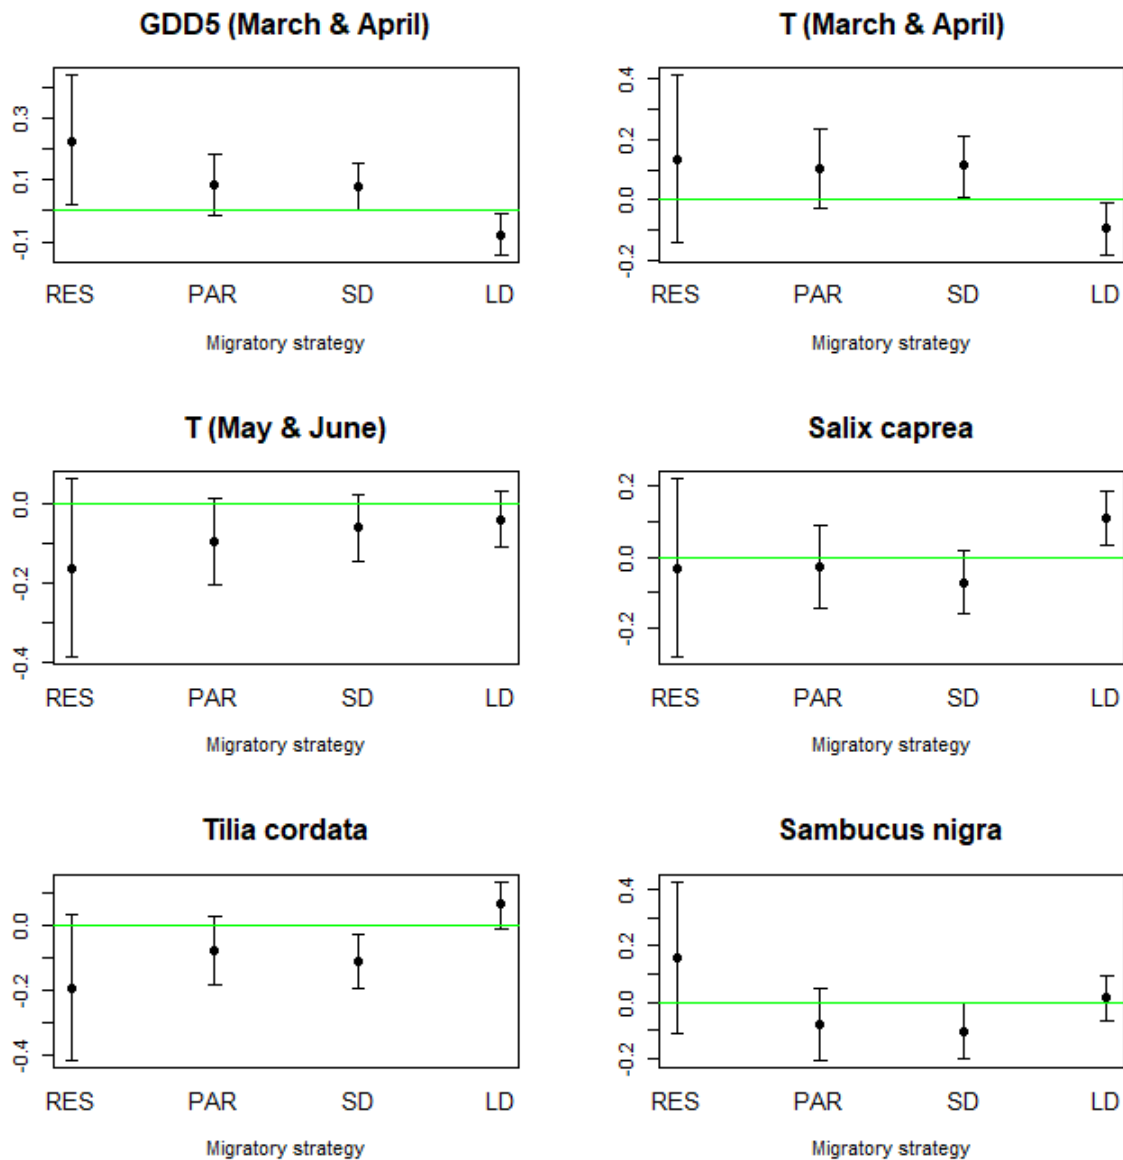 GDD5 (March & April)
0.3
0.1
-0.1
RES PAR SD LD
Migratory strategy
T (March & April)
0.4
0.2
0.0
-0.2
RES PAR SD LD
Migratory strategy
T (May & June)
0.0
-0.2
-0.4
RES PAR SD LD
Migratory strategy
Salix caprea
0.2
0.0
-0.2
RES PAR SD LD
Migratory strategy
Tilia cordata
0.0
-0.2
-0.4
RES PAR SD LD
Migratory strategy
Sambucus nigra
0.4
0.2
0.0
-0.2
RES PAR SD LD
Migratory strategy